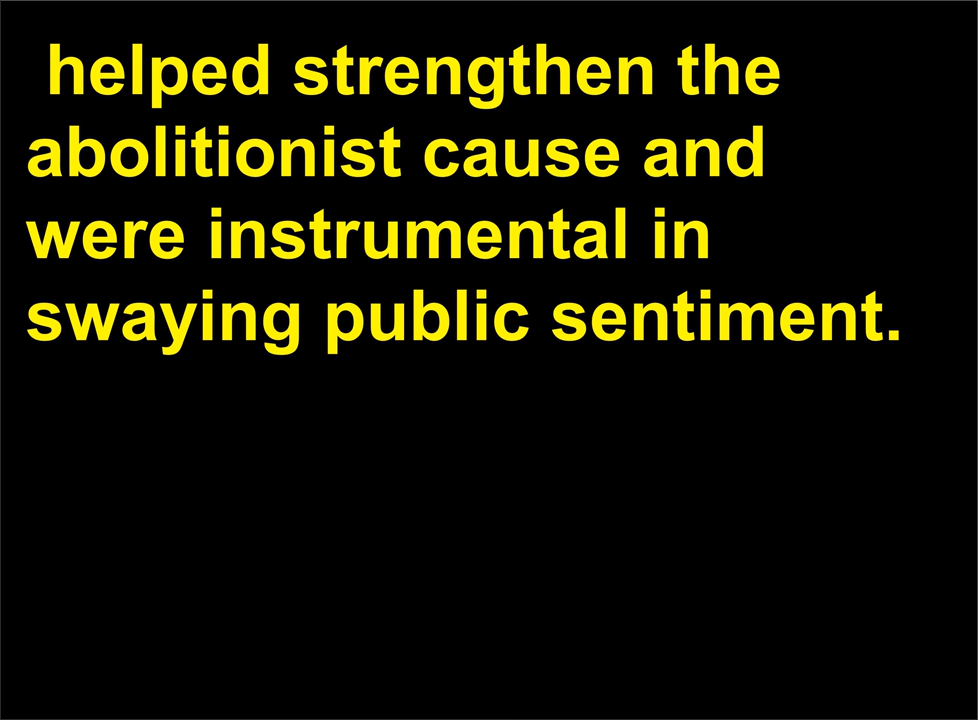 helped strengthen the
abolitionist cause and
were instrumental in
swaying public sentiment.